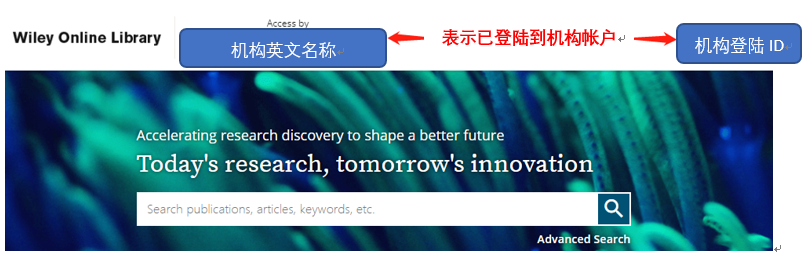 Access by
Wiley Online Library
机构英文名称
表示已登陆到机构帐户
机构登陆 ID
Accelerating research discovery to shape a better future
Today's research, tomorrow's innovation
Search publications, articles, keywords, etc.
Advanced Search